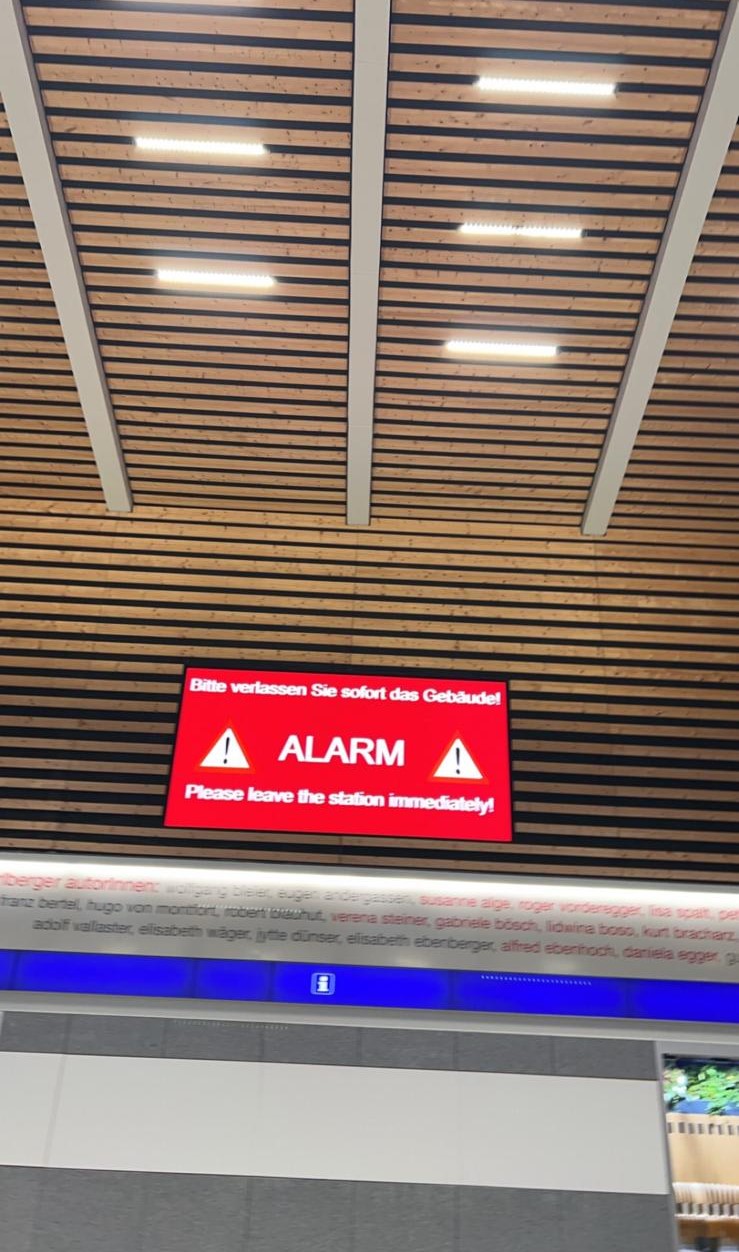 Bitte verlassen Sie sofort das Gebäude!
ALARM
Please leave the station immediately!
autorInnen: wolfgang bleier, eugen andergassen, susanne alge, roger vorderegger, lisa spalt,
franz bertel, hugo von montfort, robert blauhut, verena steiner, gabriele bösch, lidwina boso, kurt bracharz,
adolf vallaster, elisabeth wäger, jytte dünser, elisabeth ebenberger, alfred ebenhoch, daniela egger,
i